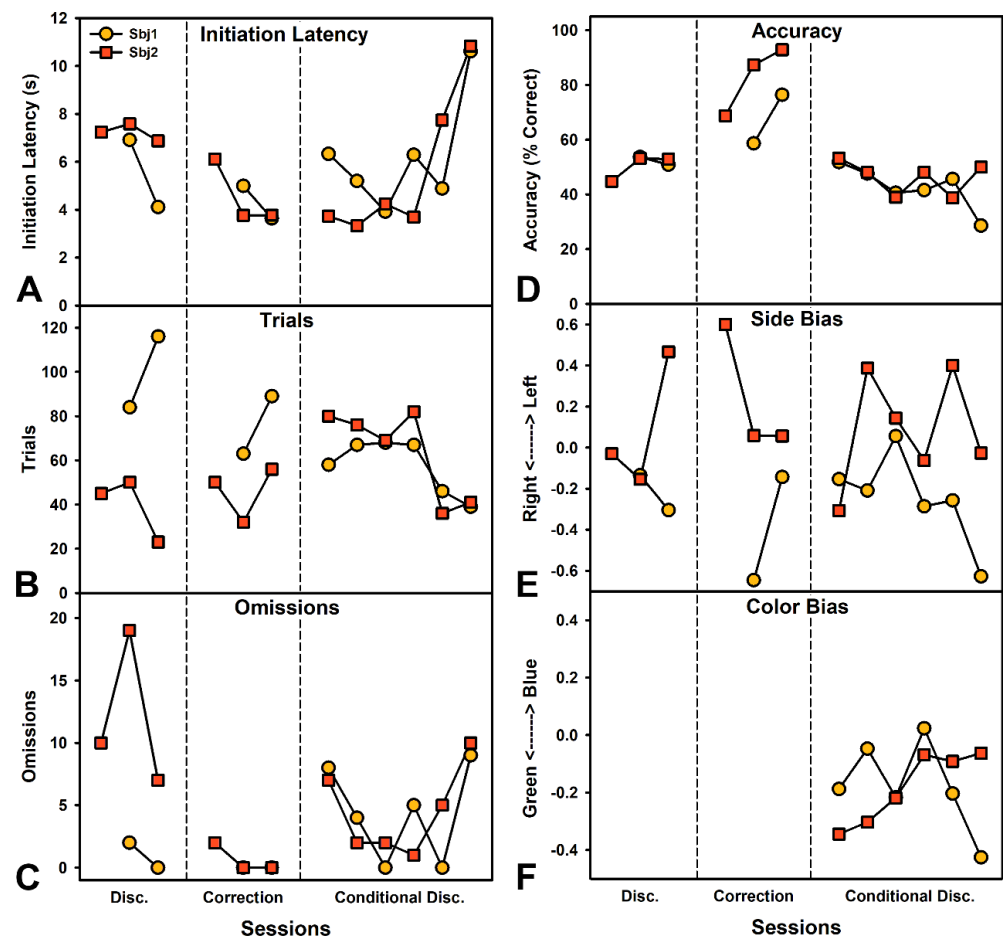 Initiation Latency
Sbj1
Sbj2
Initiation Latency (s)
12
10
8
6
4
2
0
A
Trials
Trials
120
100
80
60
40
20
0
B
Omissions
Omissions
20
15
10
5
0
C
Disc.
Correction
Conditional Disc.
Sessions
Accuracy
Accuracy (% Correct)
100
80
60
40
20
0
D
Side Bias
Right <------> Left
0.6
0.4
0.2
0.0
-0.2
-0.4
-0.6
E
Color Bias
Green <------> Blue
0.4
0.2
0.0
-0.2
-0.4
F
Disc.
Correction
Conditional Disc.
Sessions